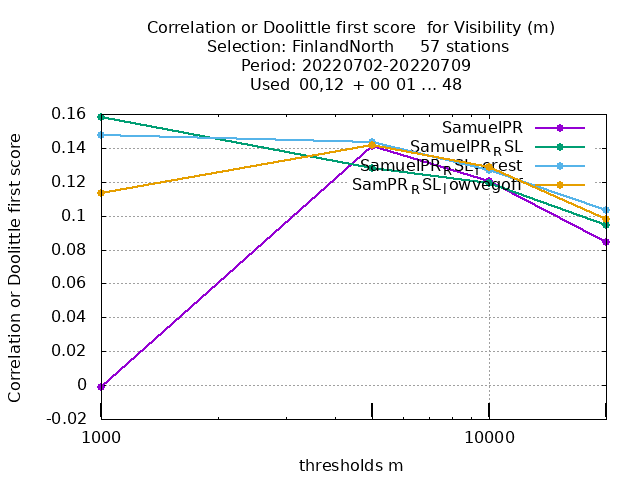 Correlation or Doolittle first score  for Visibility (m)
Selection: FinlandNorth     57 stations
Period: 20220702-20220709
Used  00,12  + 00 01 ... 48
Correlation or Doolittle first score
0.16
0.14
0.12
0.1
0.08
0.06
0.04
0.02
0
-0.02
SamuelPR
SamuelPR_RSL
SamuelPR_RSL_lcrest
SamPR_RSL_lowvegoff
1000
10000
thresholds m